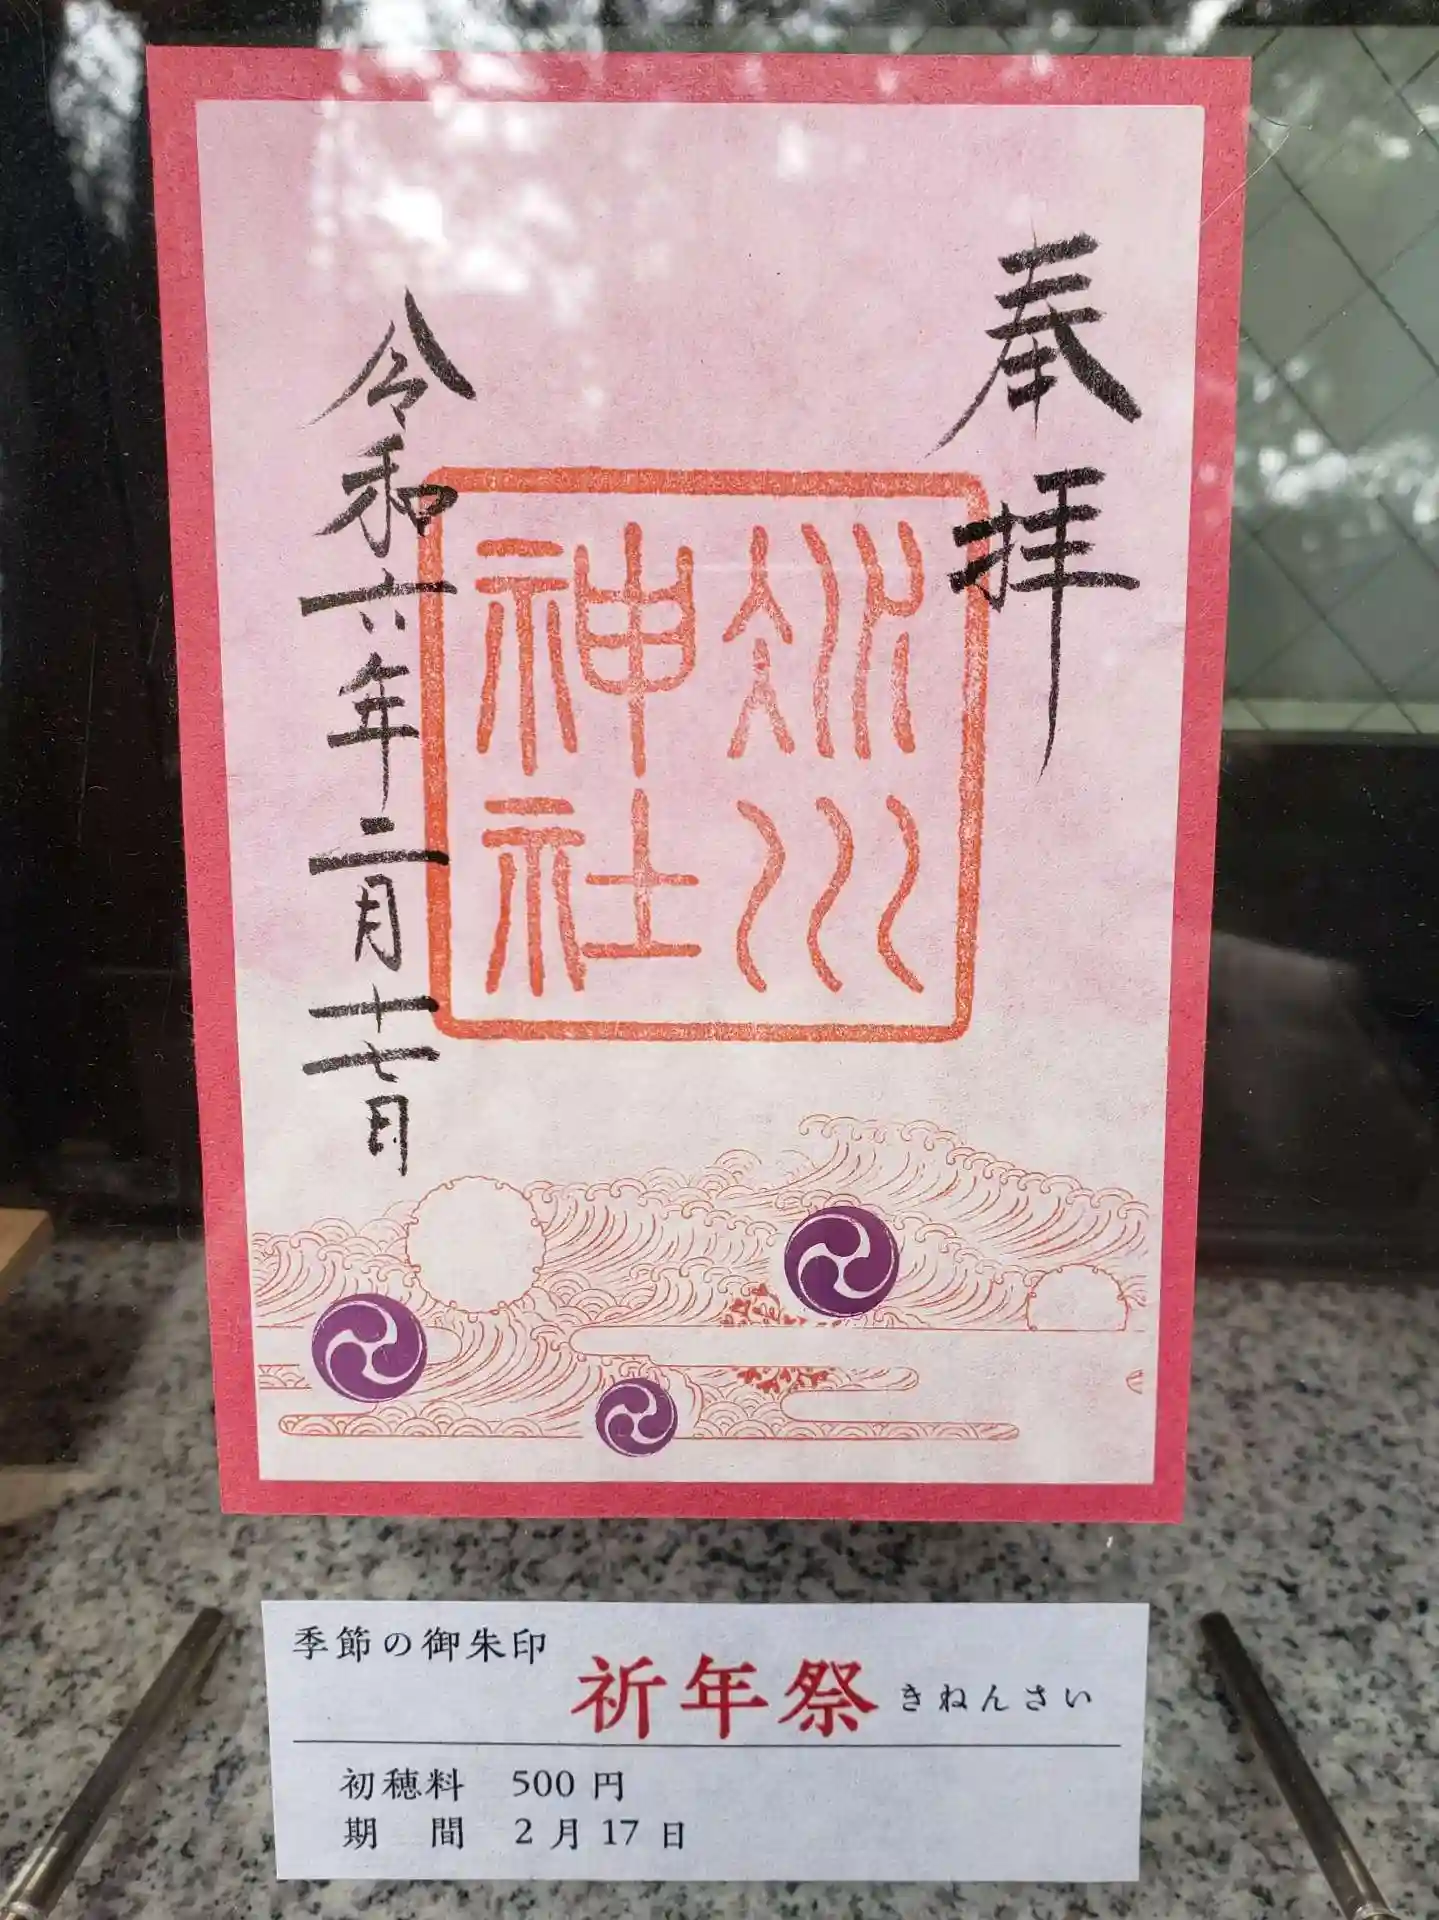 奉拝
冰川
神社
令和六年二月十七日
季節の御朱印
祈年祭 きねんさい
初穂料 500円
期間 2月17日